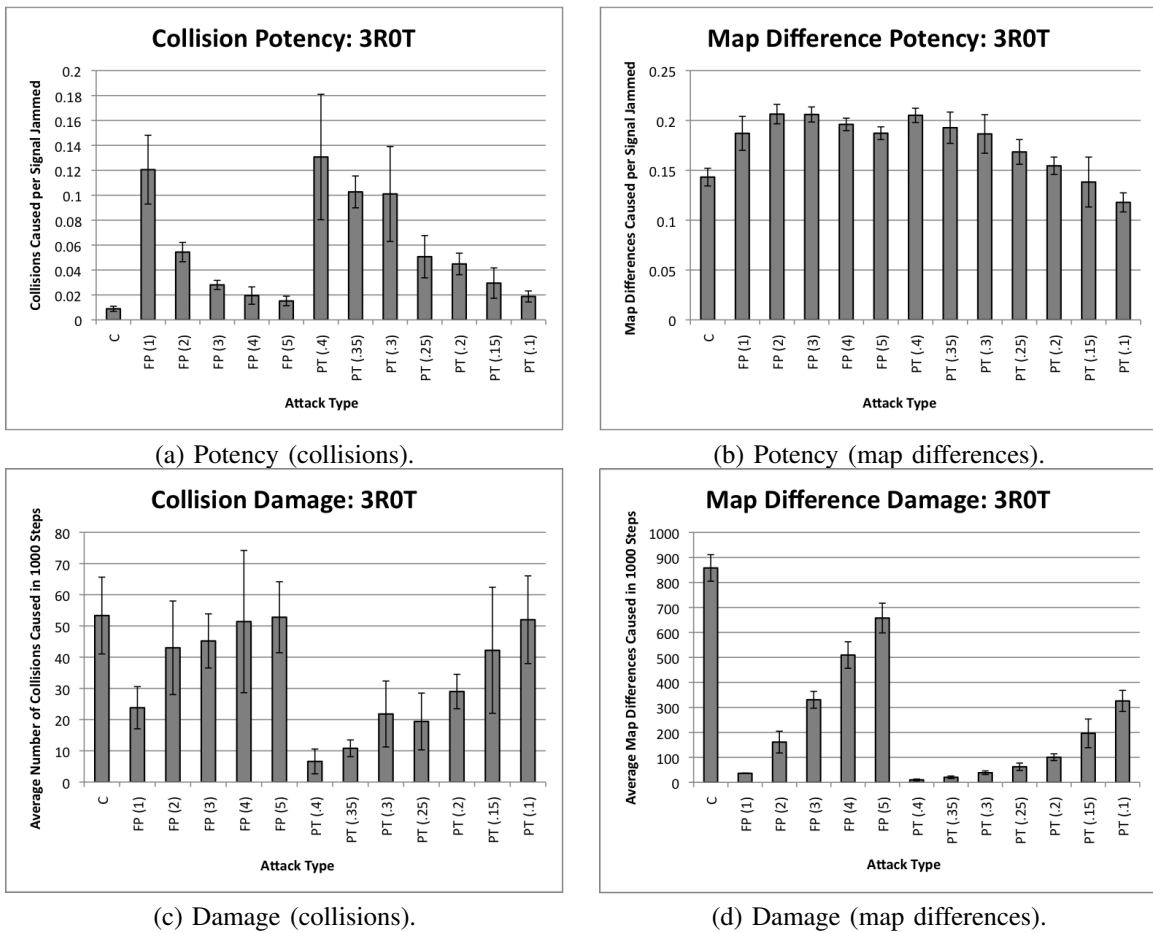 Collision Potency: 3R0T
Collisions Caused per Signal Jammed
0.2
0.18
0.16
0.14
0.12
0.1
0.08
0.06
0.04
0.02
0
C
FP (1)
FP (2)
FP (3)
FP (4)
FP (5)
PT (.4)
PT (.35)
PT (.3)
PT (.25)
PT (.2)
PT (.15)
PT (.1)
Attack Type
(a) Potency (collisions).
Map Difference Potency: 3R0T
Map Differences Caused per Signal Jammed
0.25
0.2
0.15
0.1
0.05
0
C
FP (1)
FP (2)
FP (3)
FP (4)
FP (5)
PT (.4)
PT (.35)
PT (.3)
PT (.25)
PT (.2)
PT (.15)
PT (.1)
Attack Type
(b) Potency (map differences).
Collision Damage: 3R0T
Average Number of Collisions Caused in 1000 Steps
80
70
60
50
40
30
20
10
0
C
FP (1)
FP (2)
FP (3)
FP (4)
FP (5)
PT (.4)
PT (.35)
PT (.3)
PT (.25)
PT (.2)
PT (.15)
PT (.1)
Attack Type
(c) Damage (collisions).
Map Difference Damage: 3R0T
Average Map Differences Caused in 1000 Steps
1000
900
800
700
600
500
400
300
200
100
0
C
FP (1)
FP (2)
FP (3)
FP (4)
FP (5)
PT (.4)
PT (.35)
PT (.3)
PT (.25)
PT (.2)
PT (.15)
PT (.1)
Attack Type
(d) Damage (map differences).